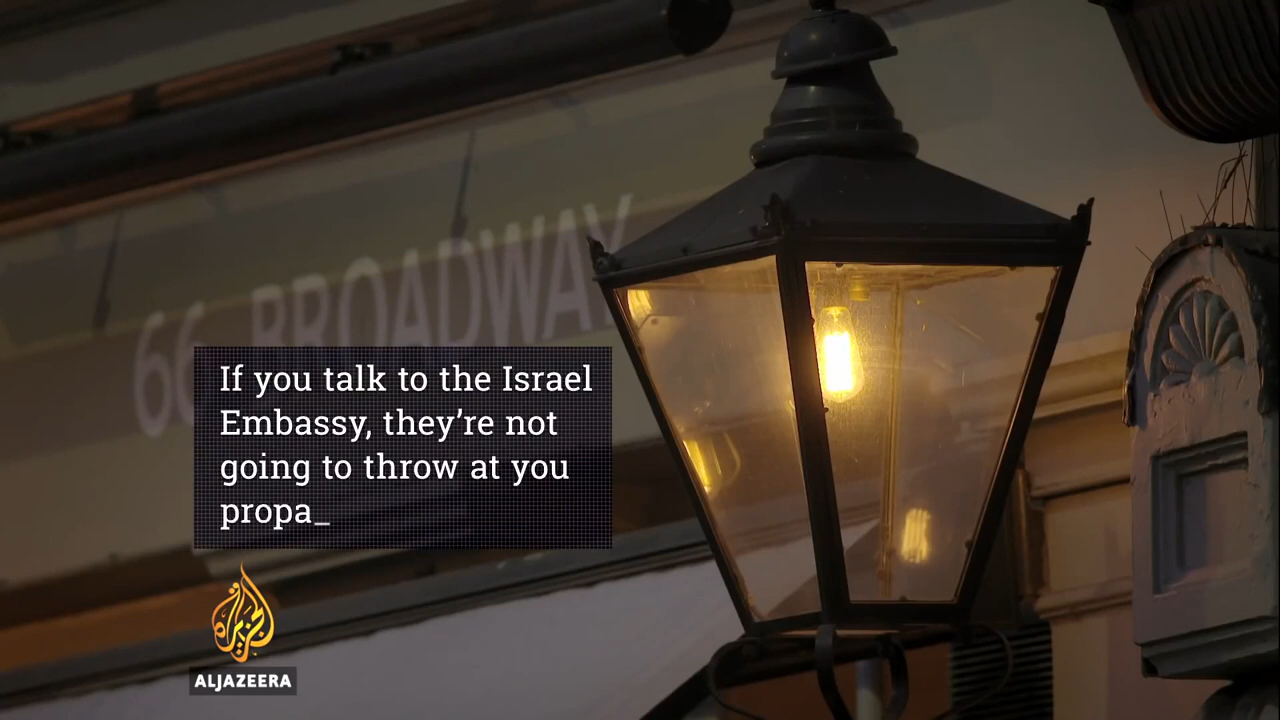 66 BROADWAY
If you talk to the Israel
Embassy, they’re not
going to throw at you
propa_
الجزيرة
ALJAZEERA